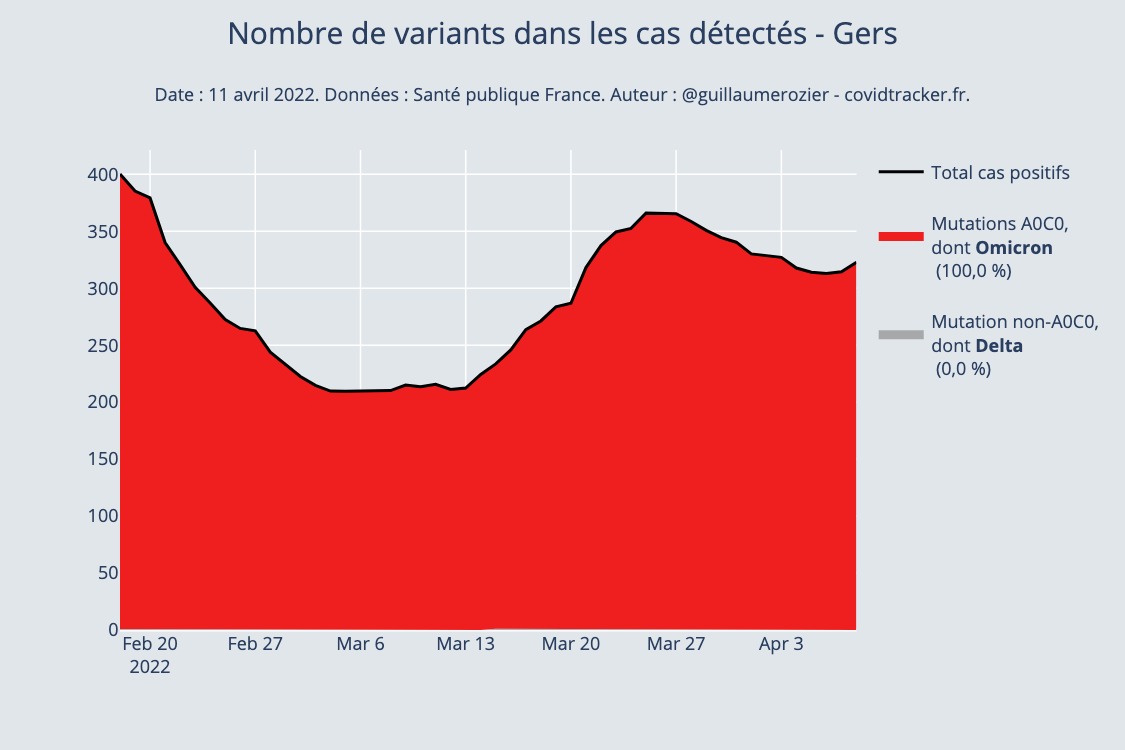 Nombre de variants dans les cas détectés - Gers
Date : 11 avril 2022. Données : Santé publique France. Auteur : @guillaumerozier - covidtracker.fr.
400
350
300
250
200
150
100
50
0
Feb 20 Feb 27 Mar 6 Mar 13 Mar 20 Mar 27 Apr 3
2022
Total cas positifs
Mutations A0C0,
dont Omicron
(100,0 %)
Mutation non-A0C0,
dont Delta
(0,0 %)